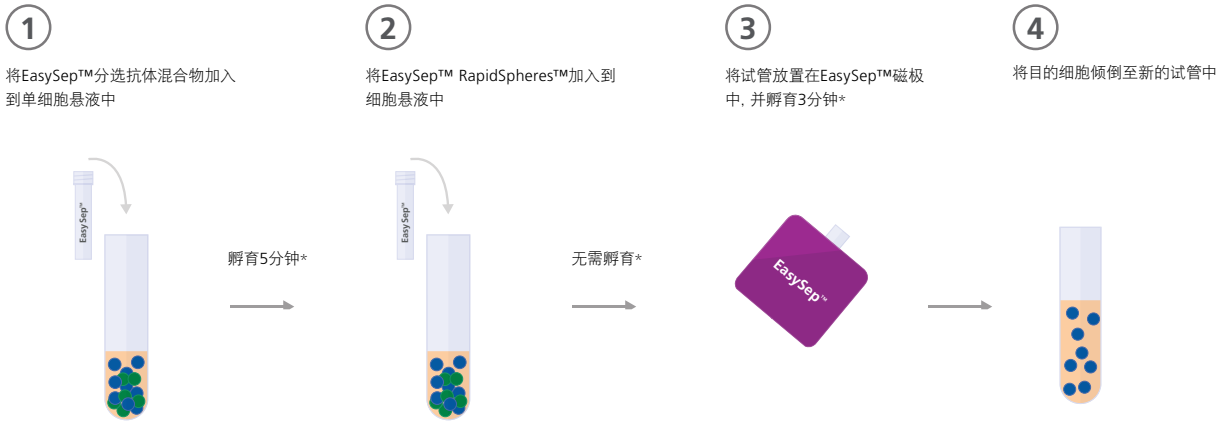 1
将EasySep™分选抗体混合物加入
到单细胞悬液中
2
将EasySep™ RapidSpheres™加入到
细胞悬液中
3
将试管放置在EasySep™磁极
中, 并孵育3分钟*
4
将目的细胞倾倒至新的试管中
EasySep™
孵育5分钟*
EasySep™
无需孵育*
EasySep™